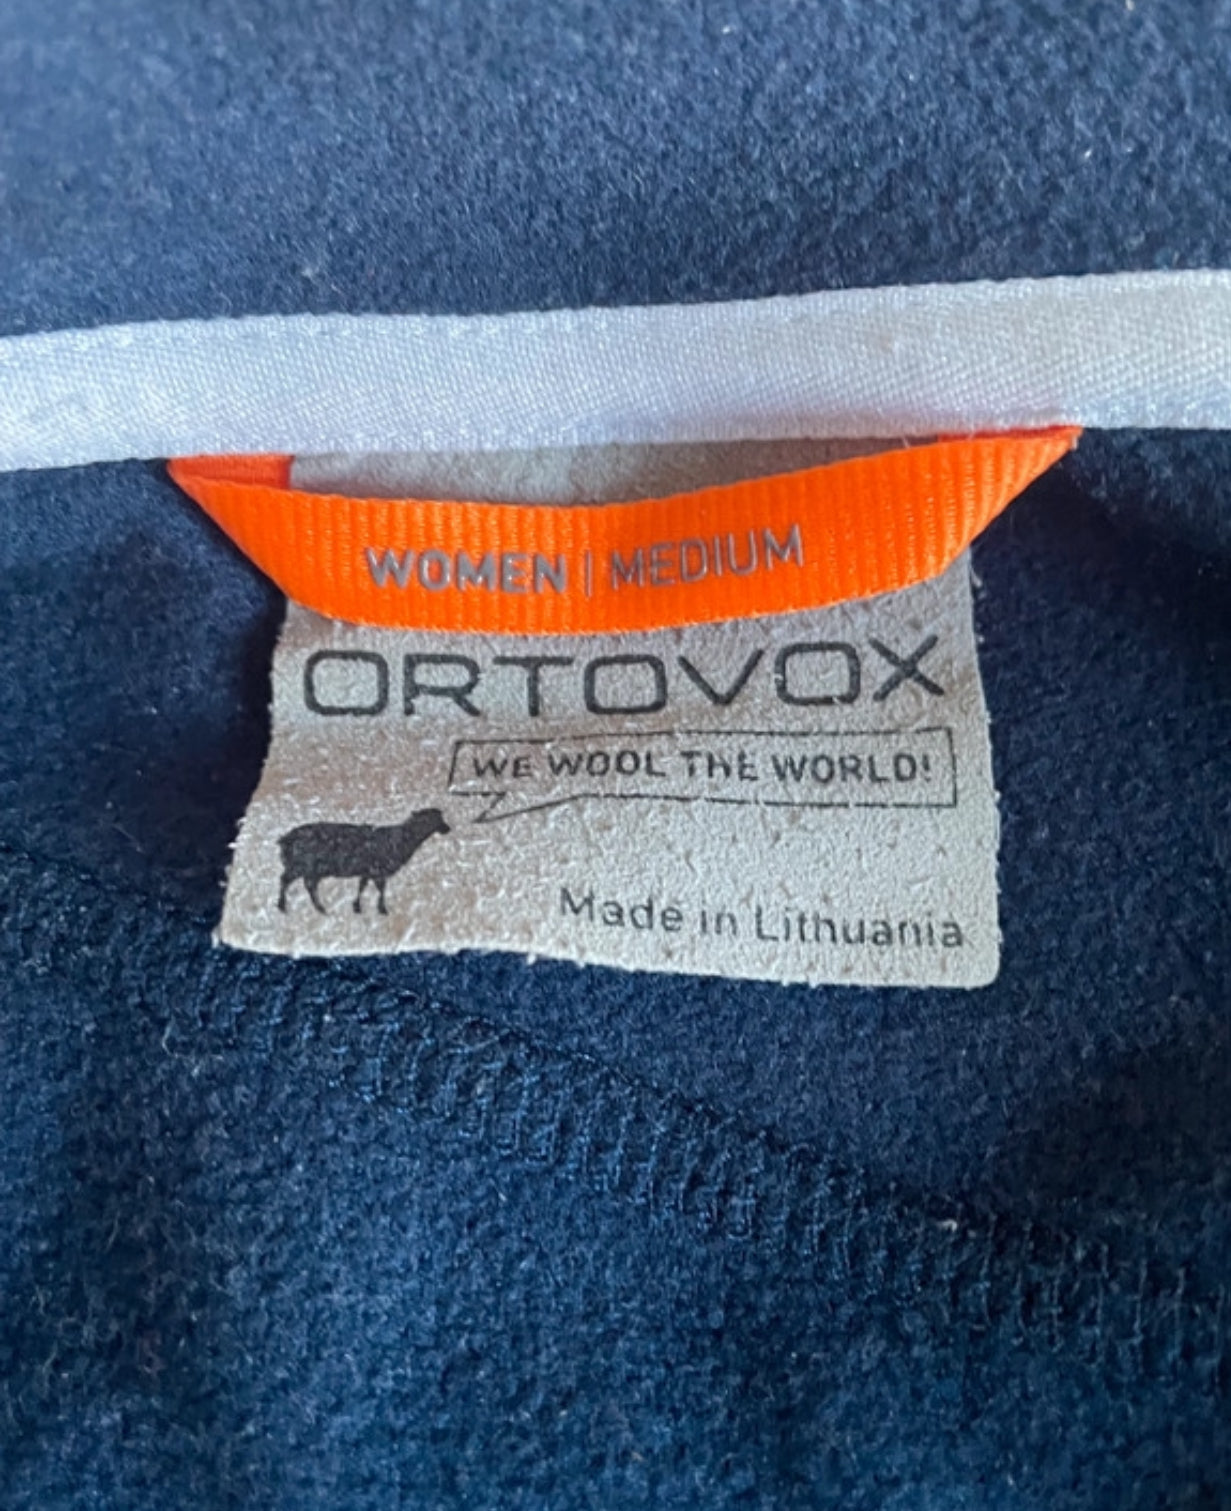 WOMEN | MEDIUM
ORTOVOX
WE WOOL THE WORLD!
Made in Lithuania